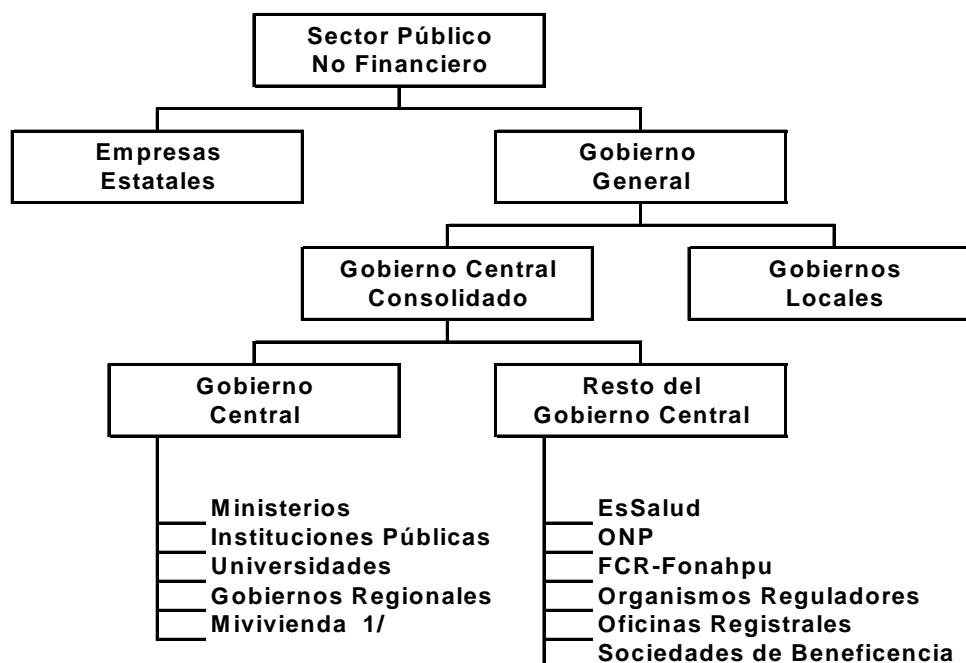 Sector Público
No Financiero
Empresas
Estatales
Gobierno
General
Gobierno Central
Consolidado
Gobiernos
Locales
Gobierno
Central
Resto del
Gobierno Central
Ministerios
Instituciones Públicas
Universidades
Gobiernos Regionales
Mivivienda 1/
EsSalud
ONP
FCR-Fonahpu
Organismos Reguladores
Oficinas Registrales
Sociedades de Beneficencia